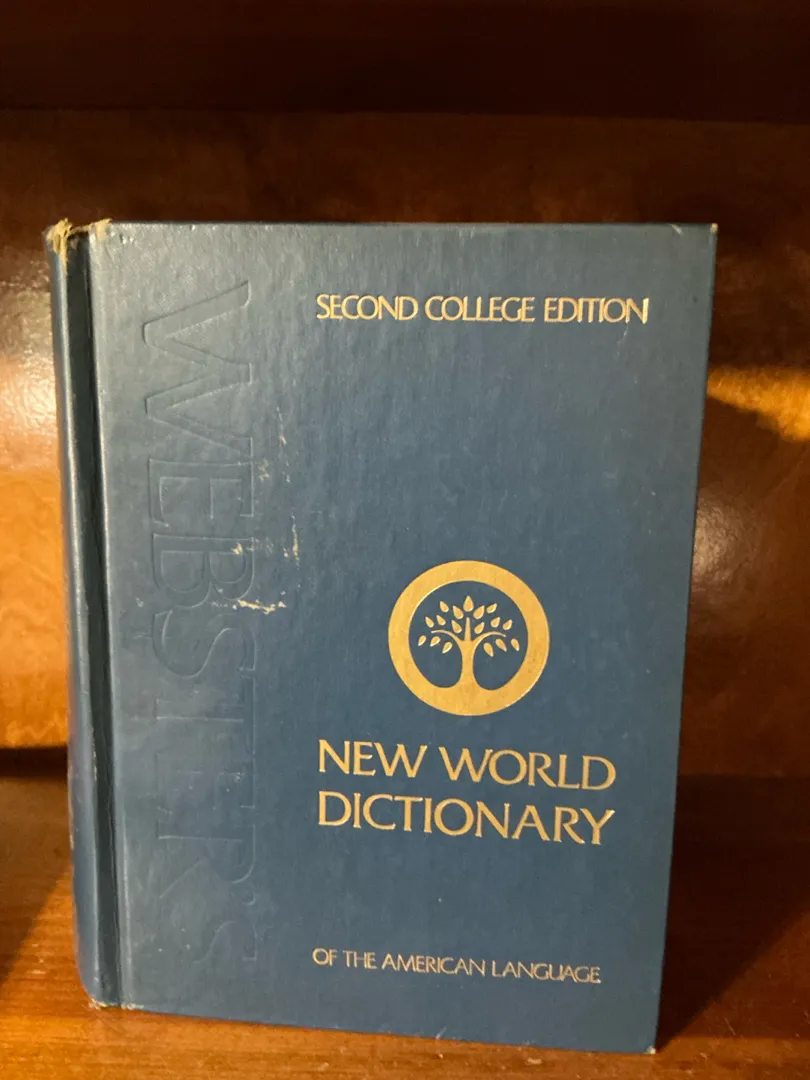 WEBSTER'S
SECOND COLLEGE EDITION
NEW WORLD
DICTIONARY
OF THE AMERICAN LANGUAGE